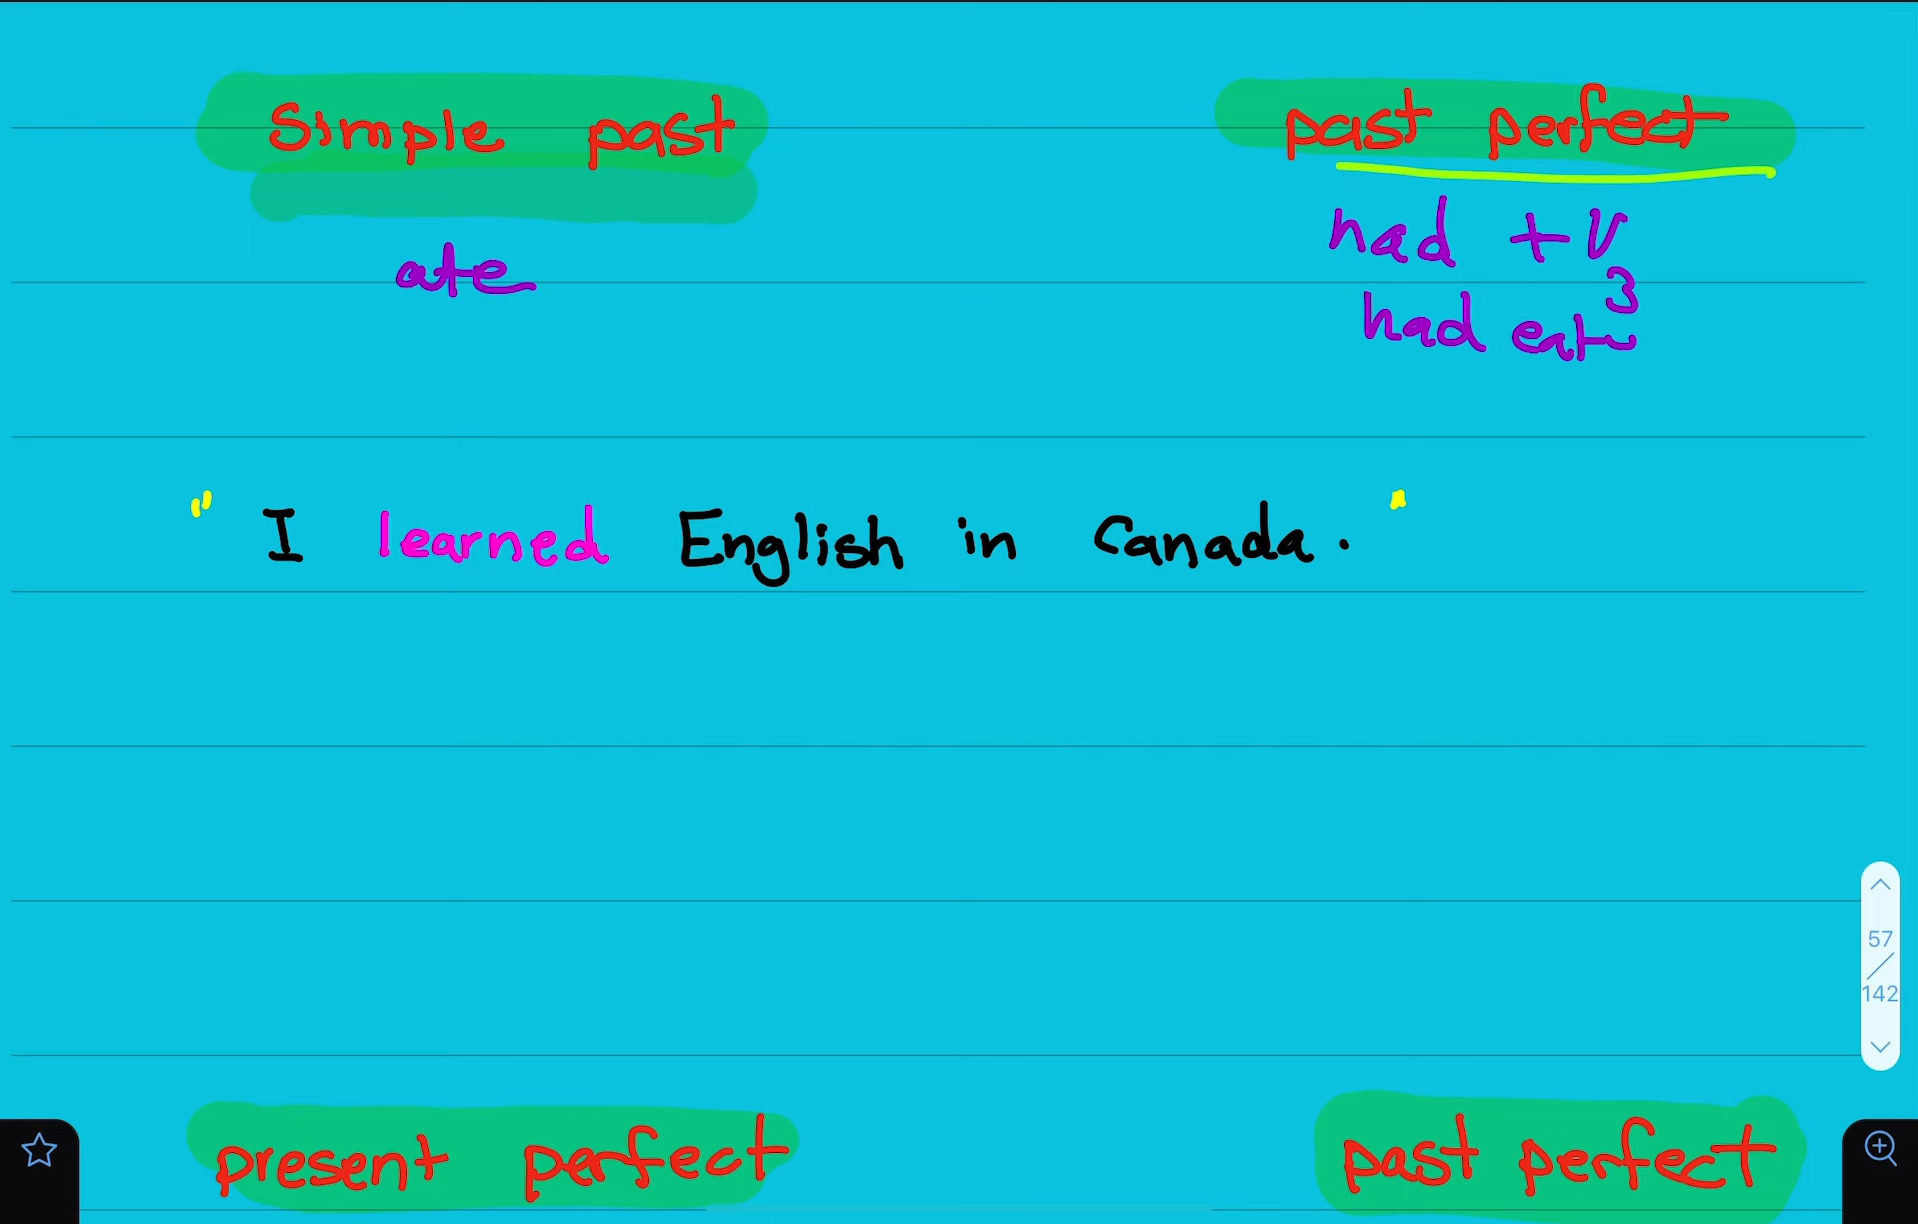 Simple past past perfect
ate had + V3
had eat
" I learned English in Canada. "
57
142
present perfect past perfect